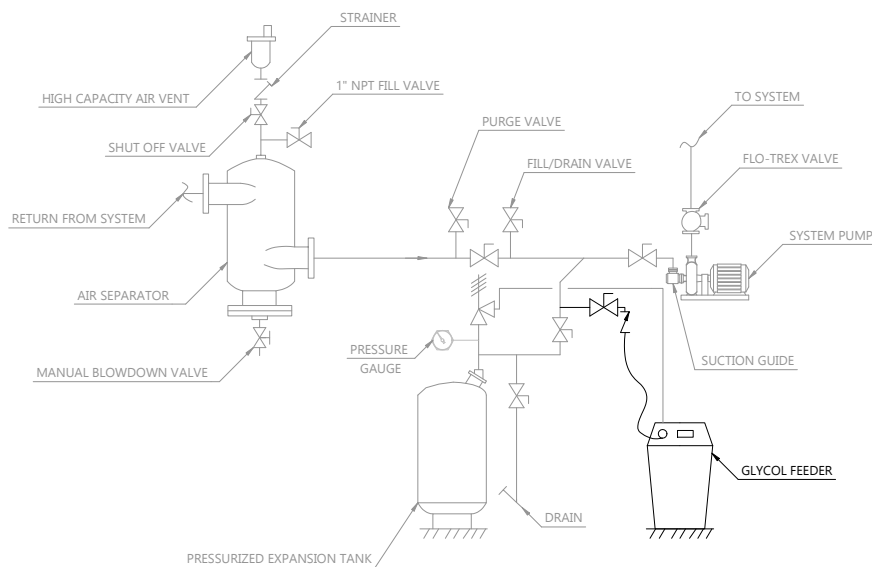 STRAINER
HIGH CAPACITY AIR VENT
1" NPT FILL VALVE
SHUT OFF VALVE
PURGE VALVE
TO SYSTEM
FILL/DRAIN VALVE
FLO-TREX VALVE
RETURN FROM SYSTEM
SYSTEM PUMP
AIR SEPARATOR
MANUAL BLOWDOWN VALVE
PRESSURE
GAUGE
SUCTION GUIDE
GLYCOL FEEDER
DRAIN
PRESSURIZED EXPANSION TANK